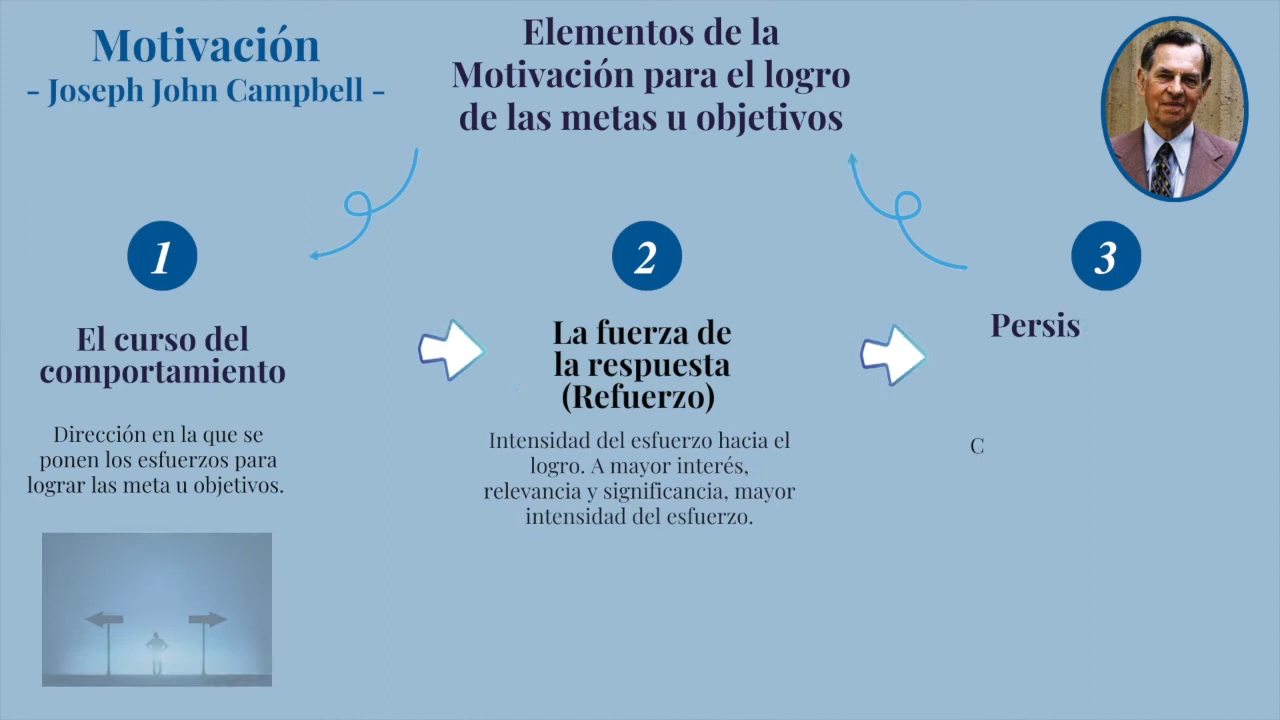 Motivación
- Joseph John Campbell -
Elementos de la
Motivación para el logro
de las metas u objetivos
1
El curso del
comportamiento
Dirección en la que se
ponen los esfuerzos para
lograr las meta u objetivos.
2
La fuerza de
la respuesta
(Refuerzo)
Intensidad del esfuerzo hacia el
logro. A mayor interés,
relevancia y significancia, mayor
intensidad del esfuerzo.
3
Persis
C